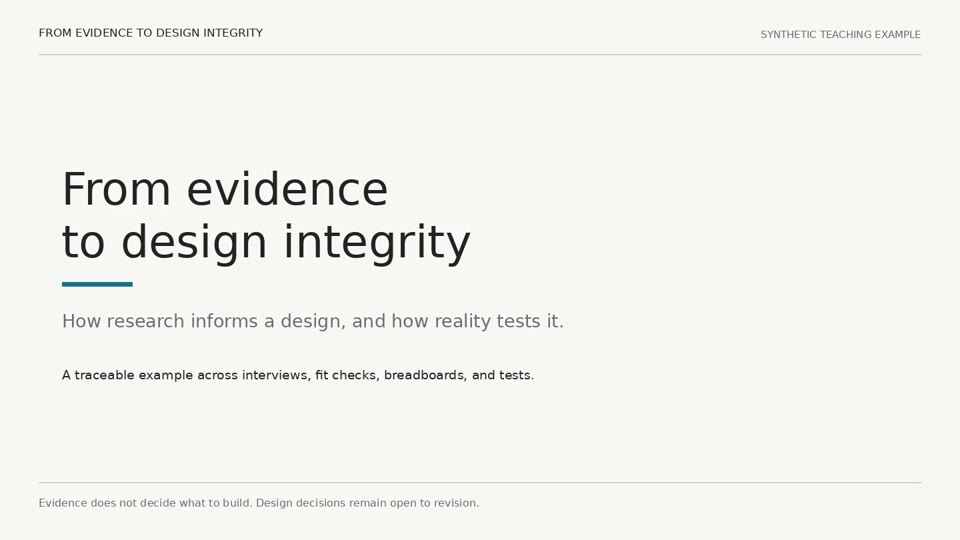 FROM EVIDENCE TO DESIGN INTEGRITY
SYNTHETIC TEACHING EXAMPLE
From evidence
to design integrity
How research informs a design, and how reality tests it.
A traceable example across interviews, fit checks, breadboards, and tests.
Evidence does not decide what to build. Design decisions remain open to revision.